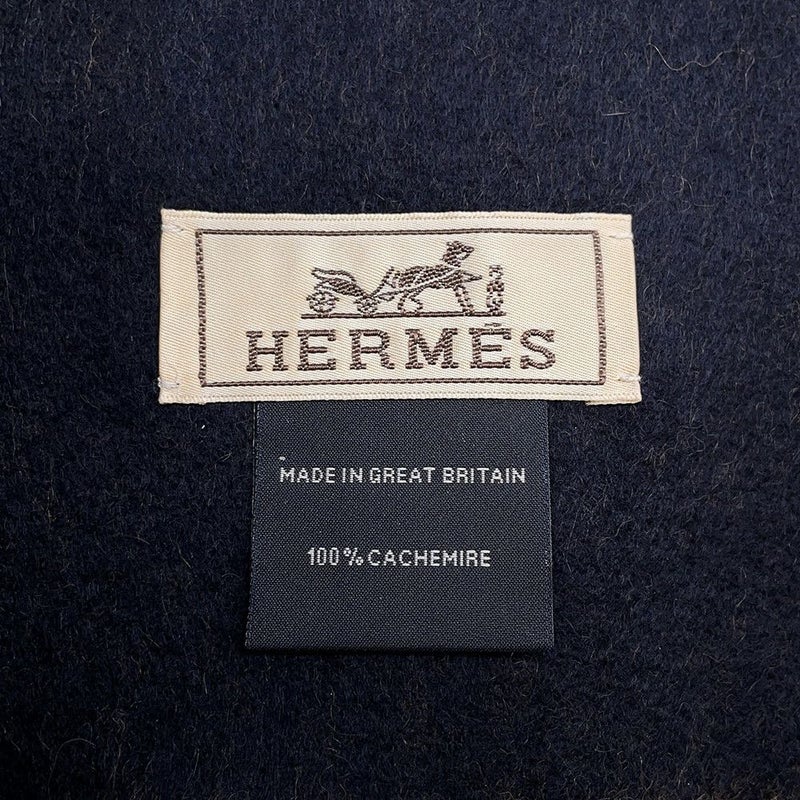 HERMÈS
MADE IN GREAT BRITAIN
100% CACHEMIRE